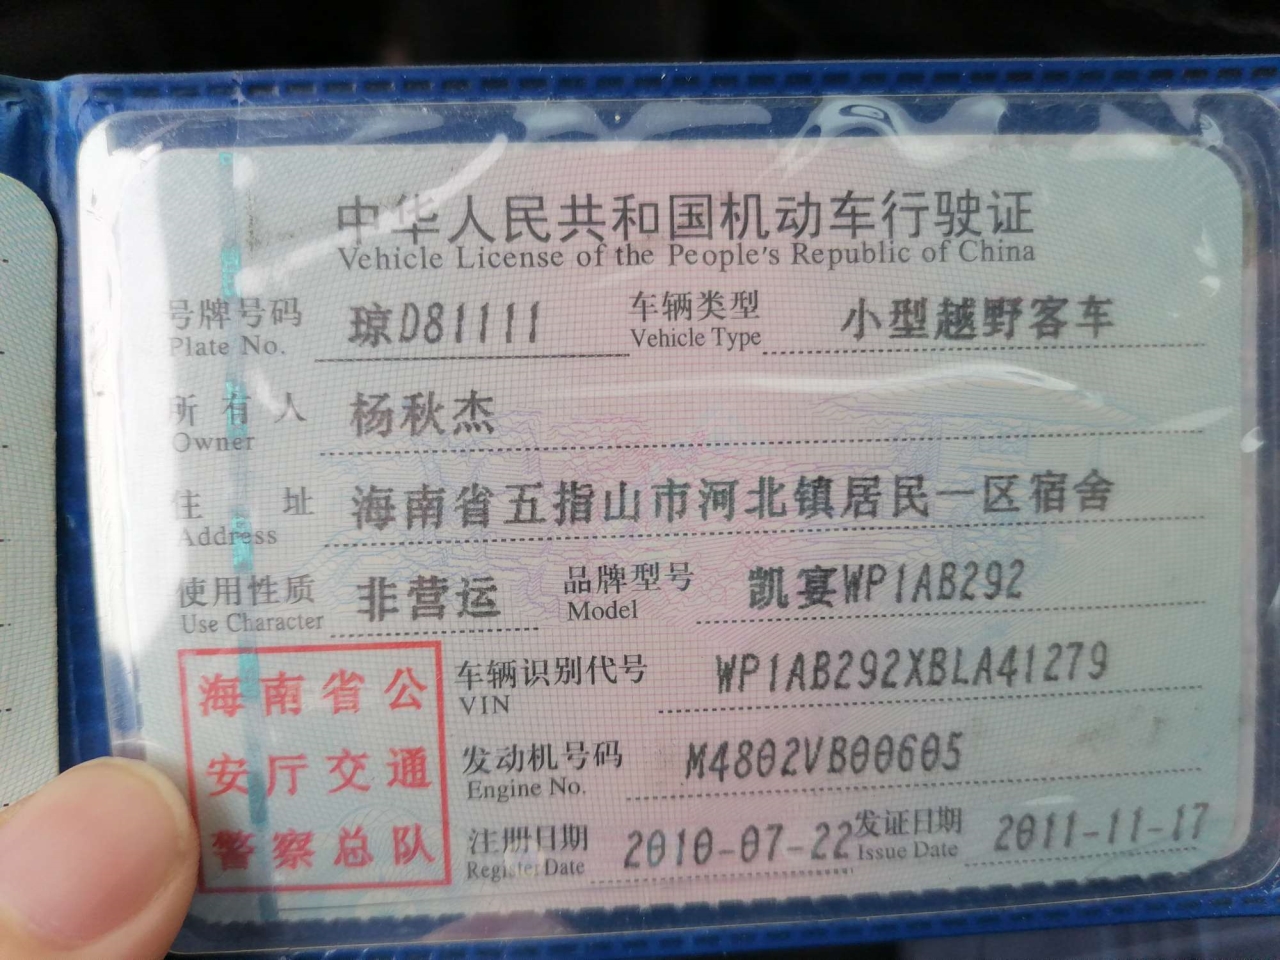 中华人民共和国机动车行驶证
Vehicle License of the People's Republic of China
号牌号码 琼D81111 车辆类型 小型越野客车
Plate No. Vehicle Type
所有人 杨秋杰
Owner
住址 海南省五指山市河北镇居民一区宿舍
Address
使用性质 非营运 品牌型号 凯宴WP1AB292
Use Character Model
海南省公
安厅交通
警察总队
车辆识别代号 WP1AB292XBLA41279
VIN
发动机号码 M4802VB00605
Engine No.
注册日期 2010-07-22 发证日期 2011-11-17
Register Date Issue Date